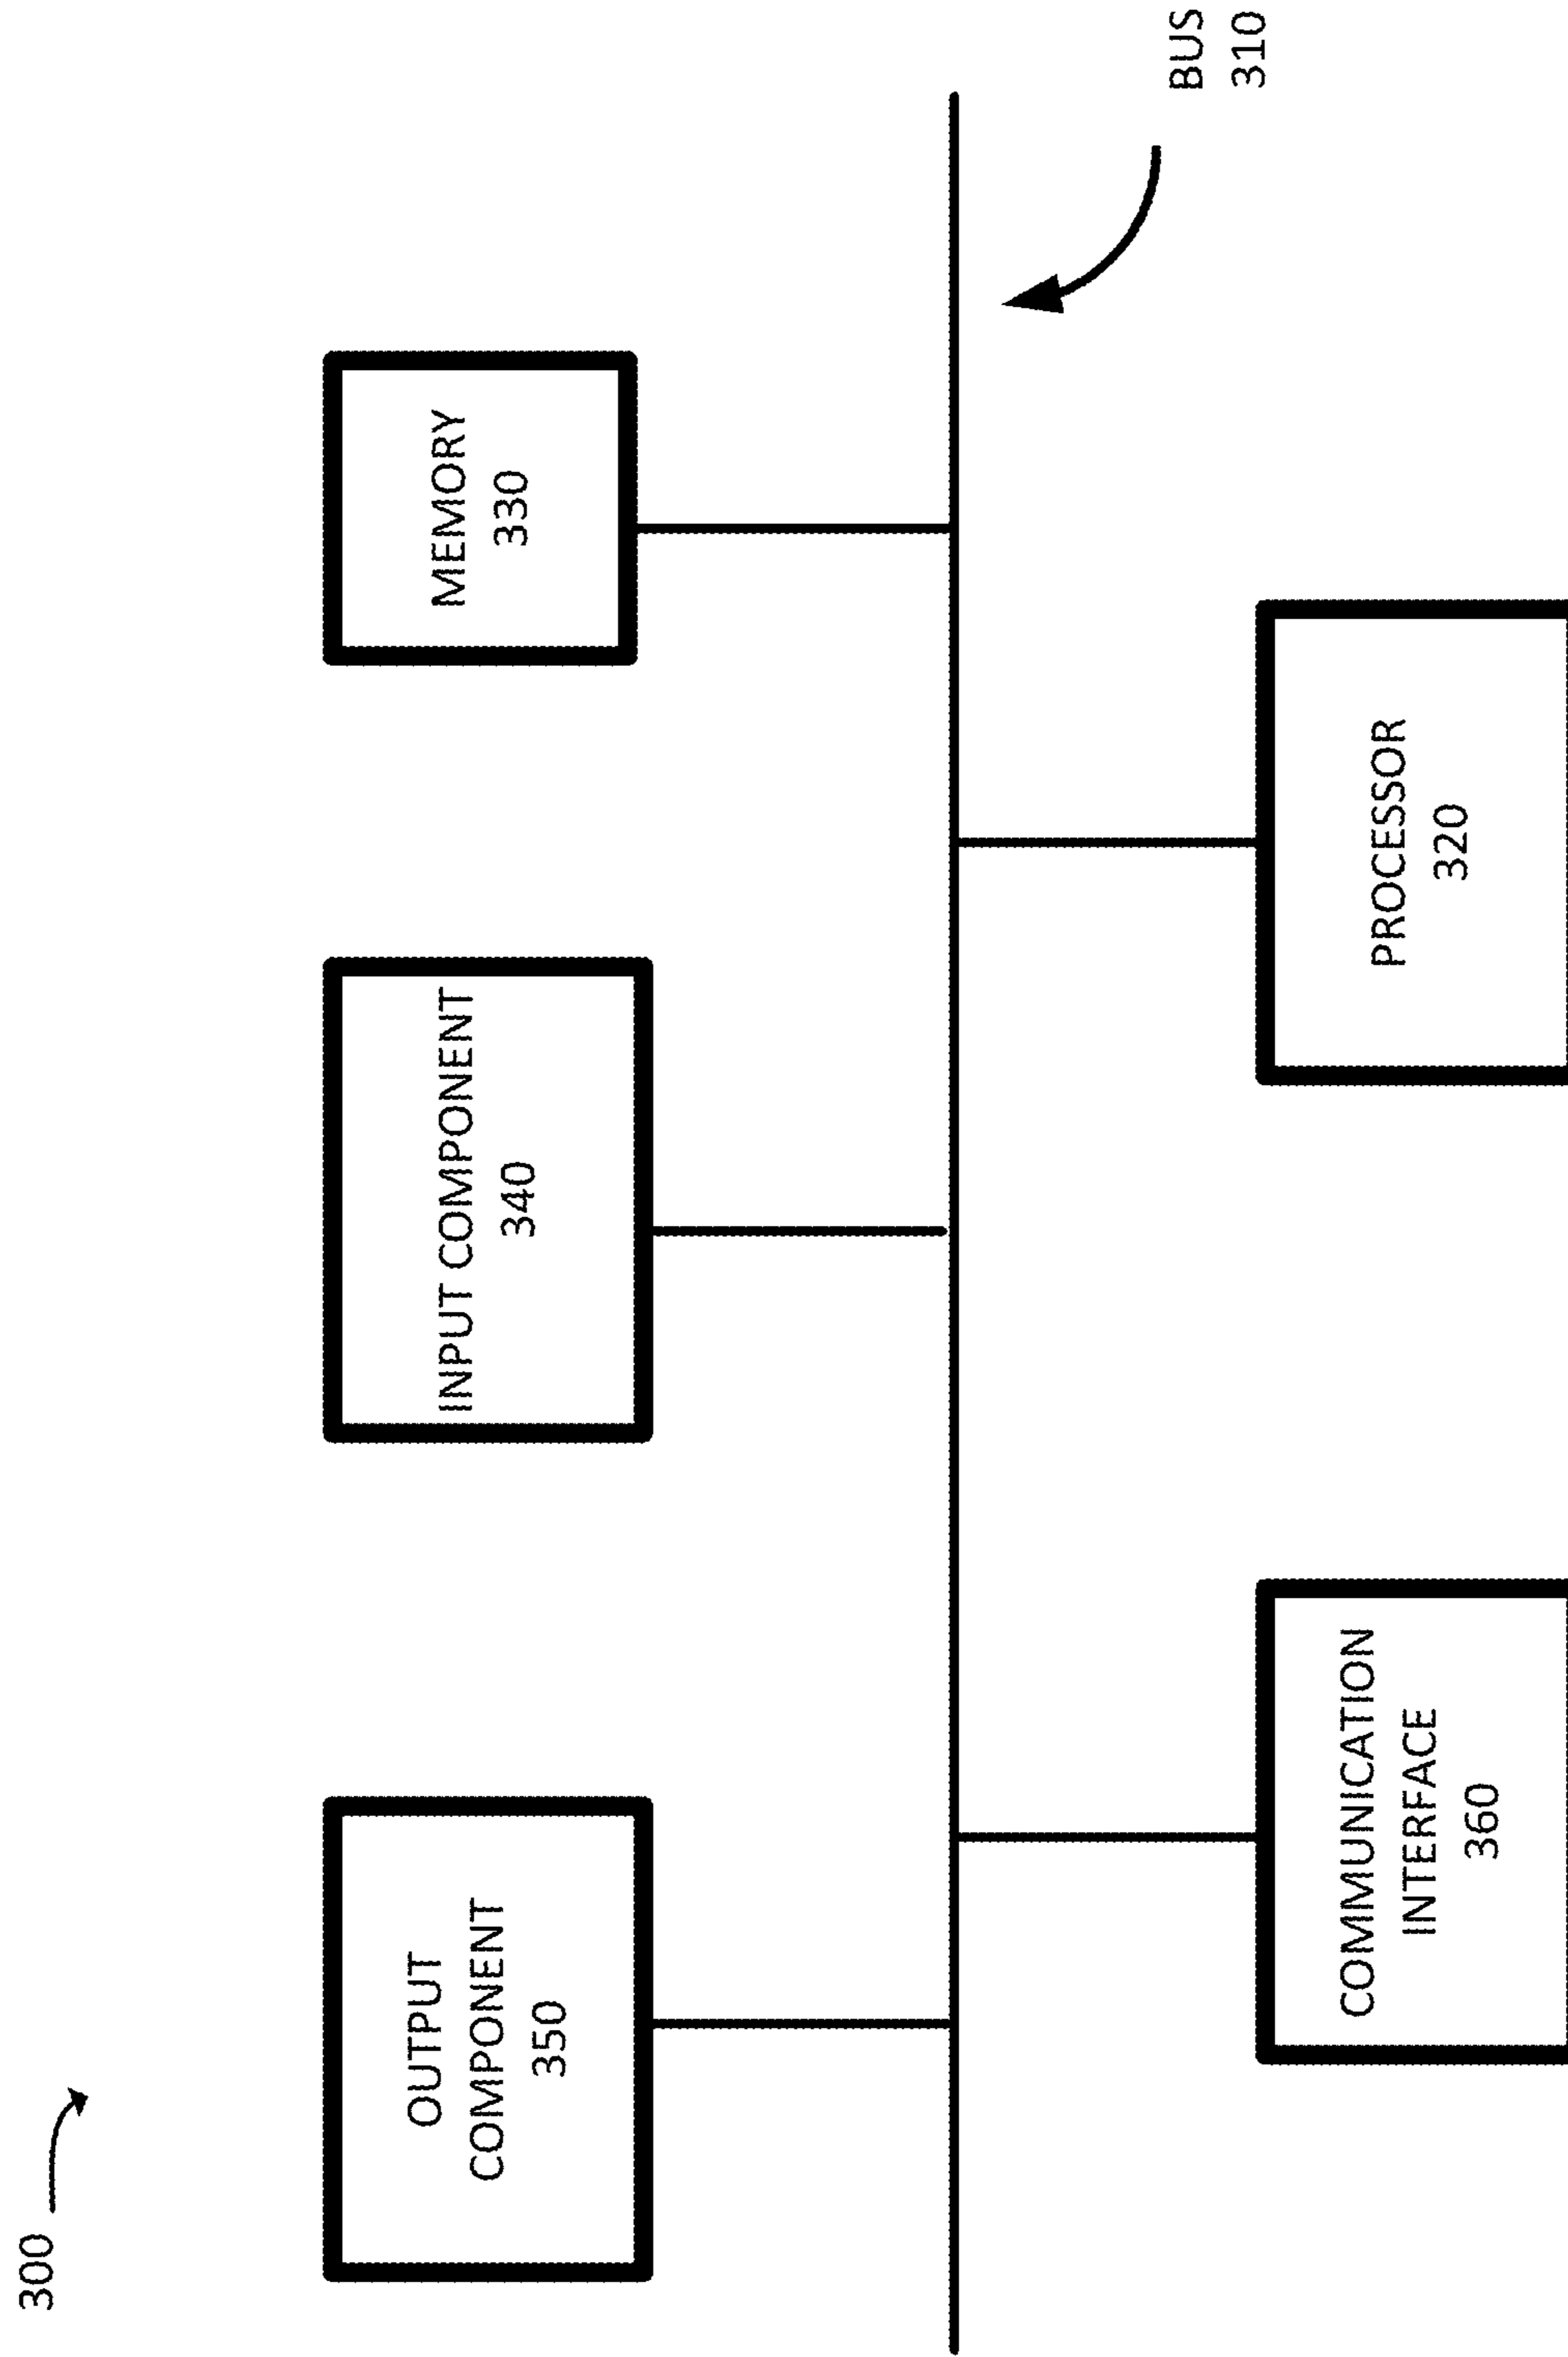 300
OUTPUT
COMPONENT
350
INPUT COMPONENT
340
MEMORY
330
COMMUNICATION
INTERFACE
360
PROCESSOR
320
BUS
310